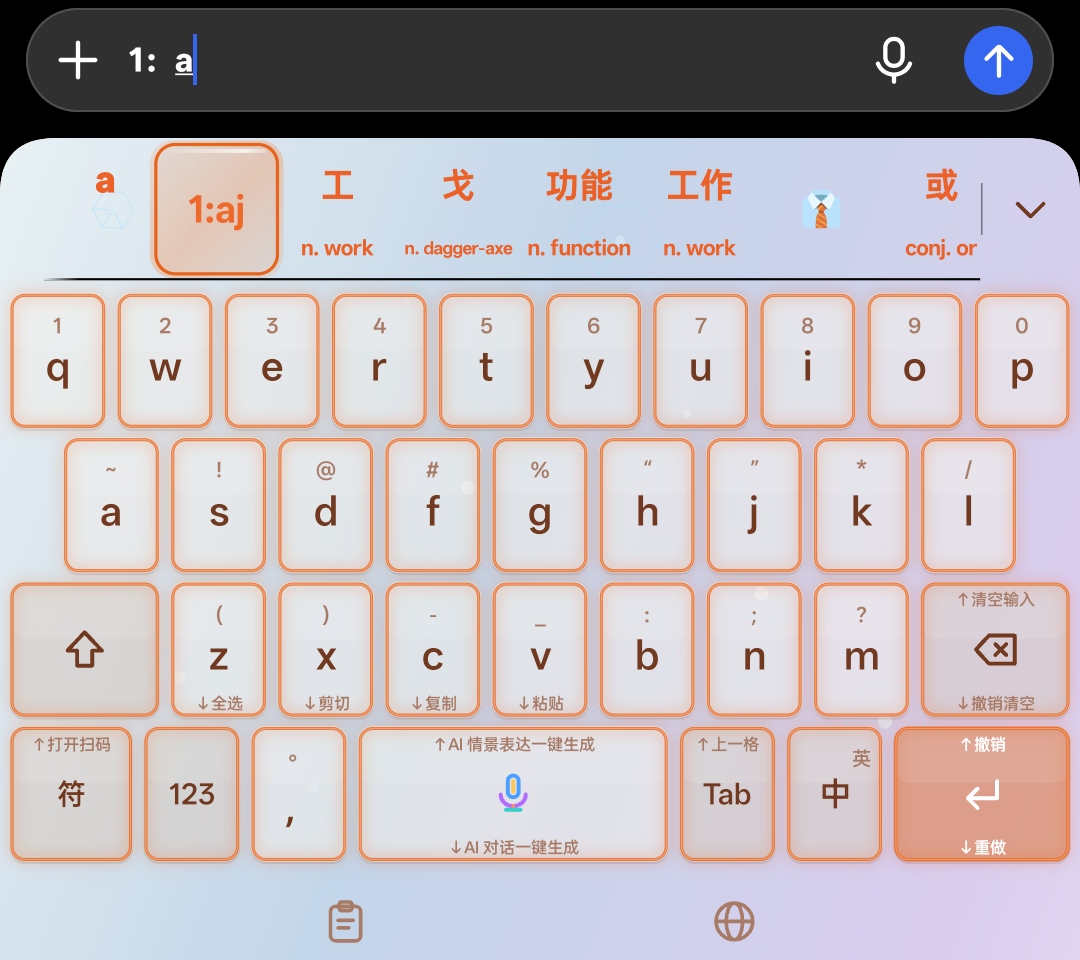 1: a
a 1:aj 工 戈 功能 工作 👔 或
n. work n. dagger-axe n. function n. work conj. or
1 2 3 4 5 6 7 8 9 0
q w e r t y u i o p
~ ! @ # % “ ” * /
a s d f g h j k l
( ) - _ : ; ? ↑清空输入
z x c v b n m
↓全选 ↓剪切 ↓复制 ↓粘贴 ↓撤销清空
↑打开扫码 ↑AI 情景表达一键生成 ↑上一格 英 ↑撤销
符 123 。 , Tab 中
↓AI 对话一键生成 ↓重做